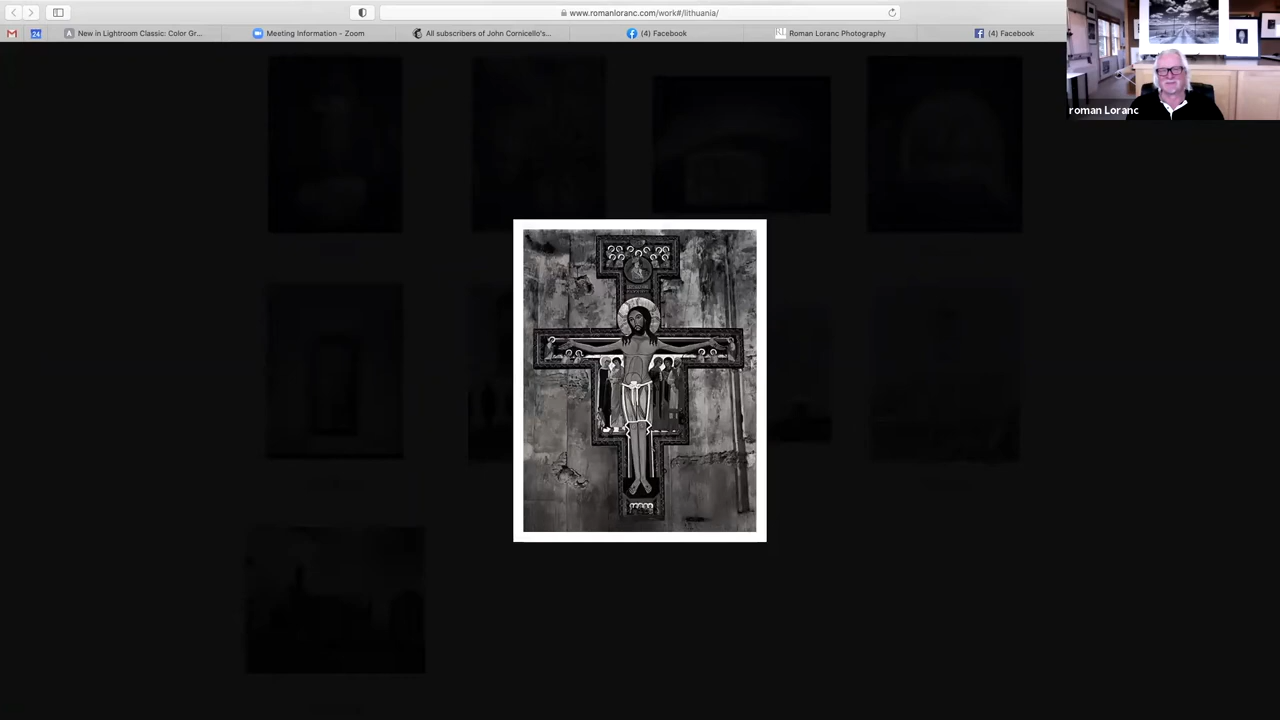 www.romanloranc.com/work#/lithuania/
24
New in Lightroom Classic: Color Gr...
Meeting Information - Zoom
All subscribers of John Cornicello's...
(4) Facebook
Roman Loranc Photography
(4) Facebook
roman Loranc